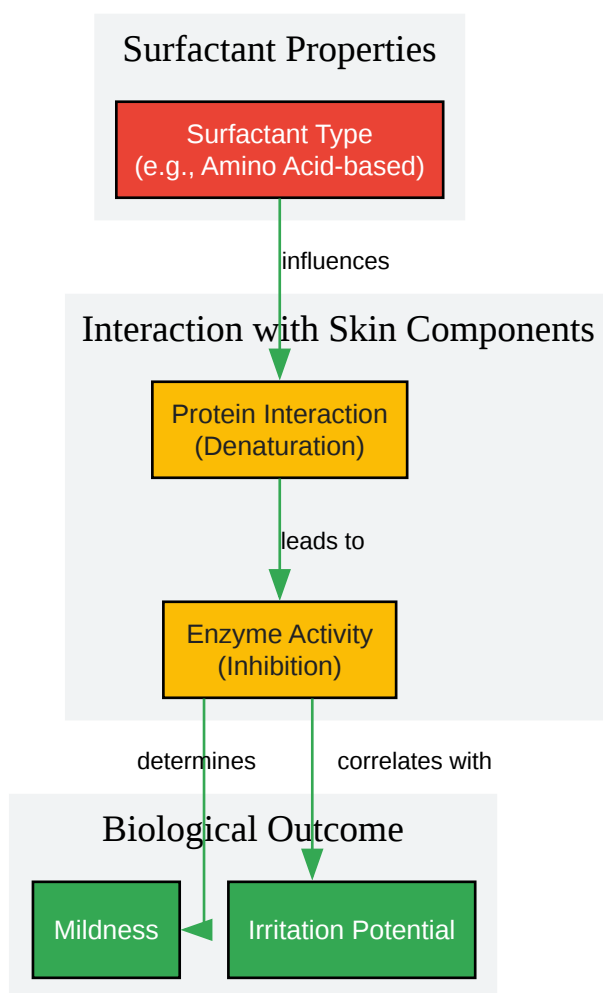 Surfactant Properties
Surfactant Type
(e.g., Amino Acid-based)
influences
Interaction with Skin Components
Protein Interaction
(Denaturation)
leads to
Enzyme Activity
(Inhibition)
determines
correlates with
Biological Outcome
Mildness
Irritation Potential